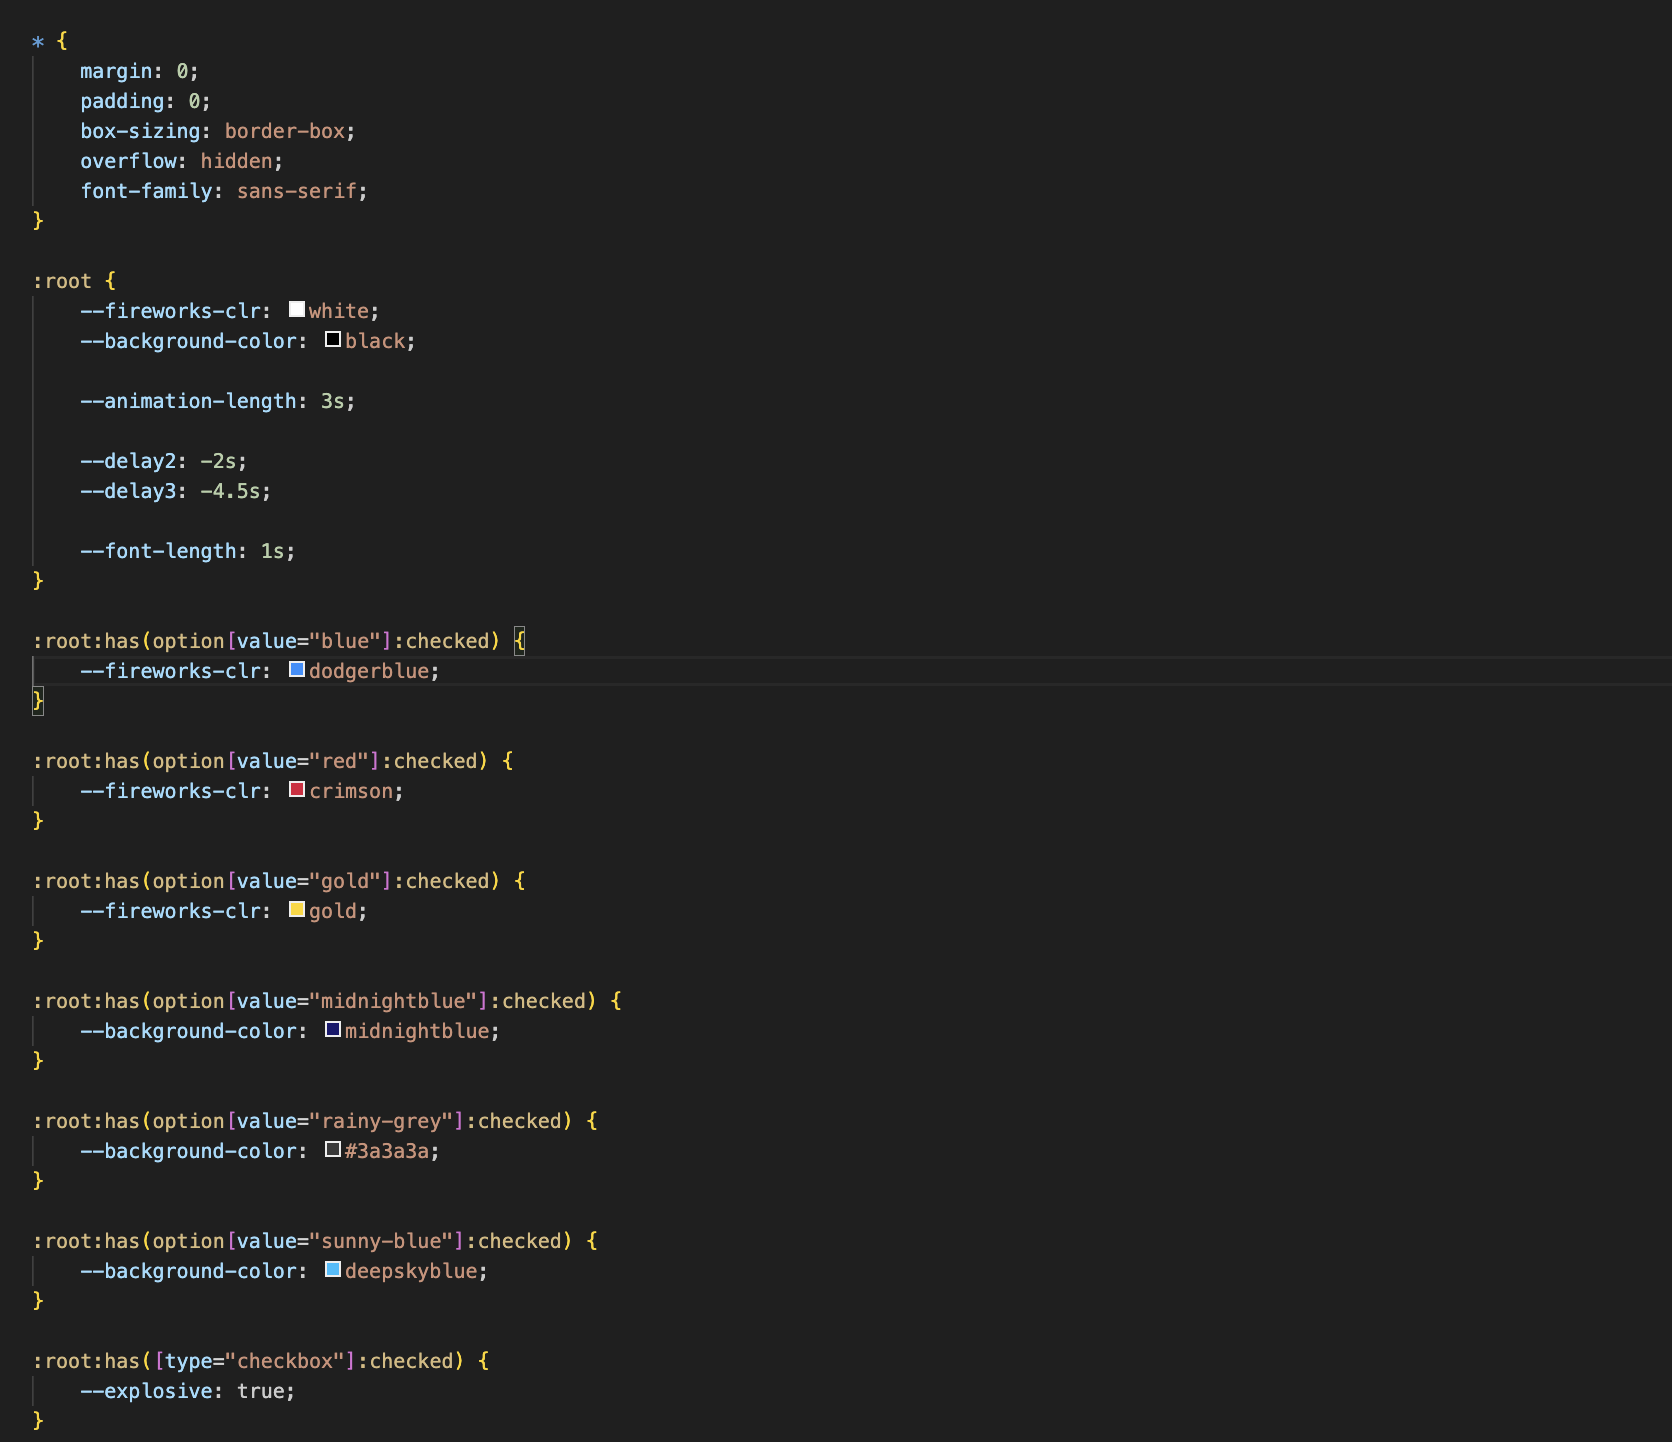 * {
    margin: 0;
    padding: 0;
    box-sizing: border-box;
    overflow: hidden;
    font-family: sans-serif;
}

:root {
    --fireworks-clr: white;
    --background-color: black;

    --animation-length: 3s;

    --delay2: -2s;
    --delay3: -4.5s;

    --font-length: 1s;
}

:root:has(option[value="blue"]:checked) {
    --fireworks-clr: dodgerblue;
}

:root:has(option[value="red"]:checked) {
    --fireworks-clr: crimson;
}

:root:has(option[value="gold"]:checked) {
    --fireworks-clr: gold;
}

:root:has(option[value="midnightblue"]:checked) {
    --background-color: midnightblue;
}

:root:has(option[value="rainy-grey"]:checked) {
    --background-color: #3a3a3a;
}

:root:has(option[value="sunny-blue"]:checked) {
    --background-color: deepskyblue;
}

:root:has([type="checkbox"]:checked) {
    --explosive: true;
}